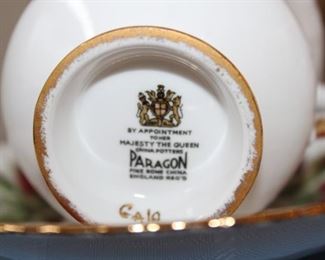 BY APPOINTMENT
TO HER
MAJESTY THE QUEEN
CHINA POTTERS
PARAGON
FINE BONE CHINA
ENGLAND REG'D